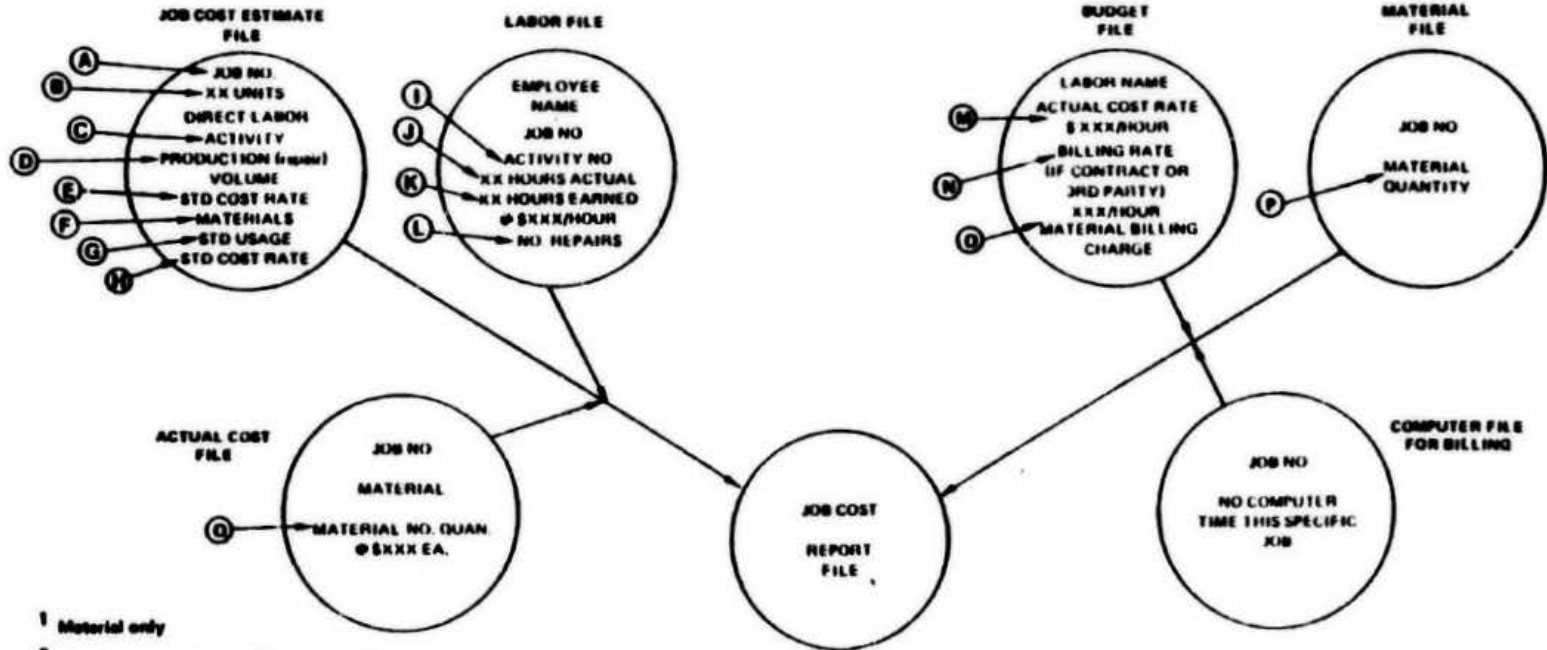 JOB COST ESTIMATE
FILE
A
JOB NO.
B
XX UNITS
DIRECT LABOR
C
ACTIVITY
D
PRODUCTION (repair)
VOLUME
E
STD COST RATE
F
MATERIALS
G
STD USAGE
H
STD COST RATE
LABOR FILE
EMPLOYEE
NAME
JOB NO
I
ACTIVITY NO
J
XX HOURS ACTUAL
K
XX HOURS EARNED
@ $XXX/HOUR
L
NO. REPAIRS
BUDGET
FILE
LABOR NAME
M
ACTUAL COST RATE
$XXX/HOUR
N
BILLING RATE
(IF CONTRACT OR
3RD PARTY)
XXX/HOUR
O
MATERIAL BILLING
CHARGE
MATERIAL
FILE
JOB NO
P
MATERIAL
QUANTITY
ACTUAL COST
FILE
JOB NO
MATERIAL
Q
MATERIAL NO. QUAN.
@ $XXX EA.
JOB COST
REPORT
FILE
COMPUTER FILE
FOR BILLING
JOB NO
NO COMPUTER
TIME THIS SPECIFIC
JOB
1 Material only